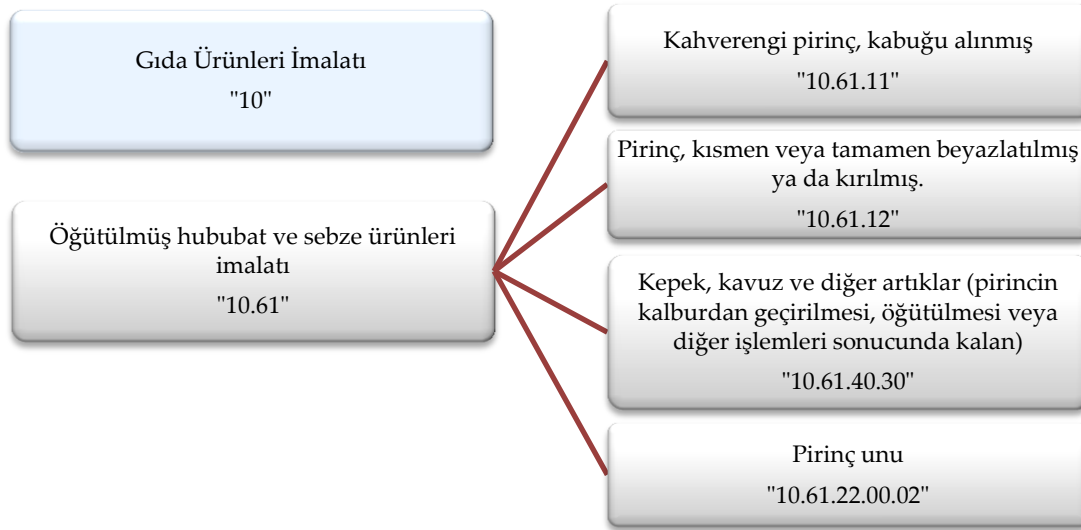 Gıda Ürünleri İmalatı
"10"
Öğütülmüş hububat ve sebze ürünleri
imalatı
"10.61"
Kahverengi pirinç, kabuğu alınmış
"10.61.11"
Pirinç, kısmen veya tamamen beyazlatılmış
ya da kırılmış.
"10.61.12"
Kepek, kavuz ve diğer artıklar (pirincin
kalburdan geçirilmesi, öğütülmesi veya
diğer işlemleri sonucunda kalan)
"10.61.40.30"
Pirinç unu
"10.61.22.00.02"